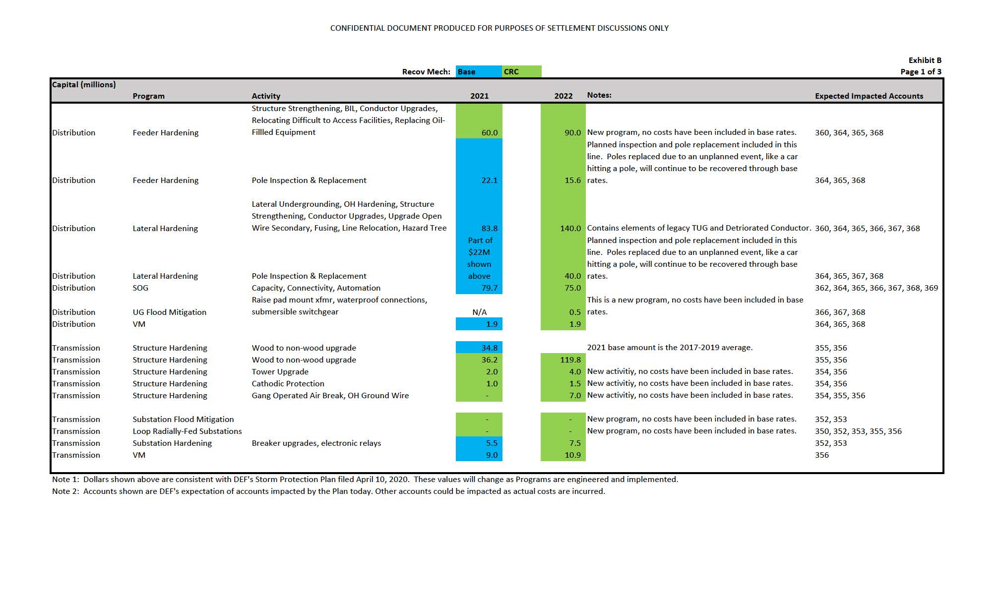 CONFIDENTIAL DOCUMENT PRODUCED FOR PURPOSES OF SETTLEMENT DISCUSSIONS ONLY
Exhibit B
Recov Mech: Base CRC Page 1 of 3
Capital (millions)
Program Activity 2021 2022 Notes: Expected Impacted Accounts
Structure Strengthening, BIL, Conductor Upgrades,
Relocating Difficult to Access Facilities, Replacing Oil-
Distribution Feeder Hardening Fillled Equipment 60.0 90.0 New program, no costs have been included in base rates. 360, 364, 365, 368
Planned inspection and pole replacement included in this
line. Poles replaced due to an unplanned event, like a car
hitting a pole, will continue to be recovered through base
Distribution Feeder Hardening Pole Inspection & Replacement 22.1 15.6 rates. 364, 365, 368
Lateral Undergrounding, OH Hardening, Structure
Strengthening, Conductor Upgrades, Upgrade Open
Distribution Lateral Hardening Wire Secondary, Fusing, Line Relocation, Hazard Tree 83.8 140.0 Contains elements of legacy TUG and Detriorated Conductor. 360, 364, 365, 366, 367, 368
Part of Planned inspection and pole replacement included in this
$22M line. Poles replaced due to an unplanned event, like a car
shown hitting a pole, will continue to be recovered through base
Distribution Lateral Hardening Pole Inspection & Replacement above 40.0 rates. 364, 365, 367, 368
Distribution SOG Capacity, Connectivity, Automation 79.7 75.0 362, 364, 365, 366, 367, 368, 369
Raise pad mount xfmr, waterproof connections, This is a new program, no costs have been included in base
Distribution UG Flood Mitigation submersible switchgear N/A 0.5 rates. 366, 367, 368
Distribution VM 1.9 1.9 364, 365, 368
Transmission Structure Hardening Wood to non-wood upgrade 34.8 2021 base amount is the 2017-2019 average. 355, 356
Transmission Structure Hardening Wood to non-wood upgrade 36.2 119.8 355, 356
Transmission Structure Hardening Tower Upgrade 2.0 4.0 New activitiy, no costs have been included in base rates. 354, 356
Transmission Structure Hardening Cathodic Protection 1.0 1.5 New activitiy, no costs have been included in base rates. 354, 356
Transmission Structure Hardening Gang Operated Air Break, OH Ground Wire - 7.0 New activitiy, no costs have been included in base rates. 354, 355, 356
Transmission Substation Flood Mitigation - - New program, no costs have been included in base rates. 352, 353
Transmission Loop Radially-Fed Substations - - New program, no costs have been included in base rates. 350, 352, 353, 355, 356
Transmission Substation Hardening Breaker upgrades, electronic relays 5.5 7.5 352, 353
Transmission VM 9.0 10.9 356
Note 1: Dollars shown above are consistent with DEF's Storm Protection Plan filed April 10, 2020. These values will change as Programs are engineered and implemented.
Note 2: Accounts shown are DEF's expectation of accounts impacted by the Plan today. Other accounts could be impacted as actual costs are incurred.